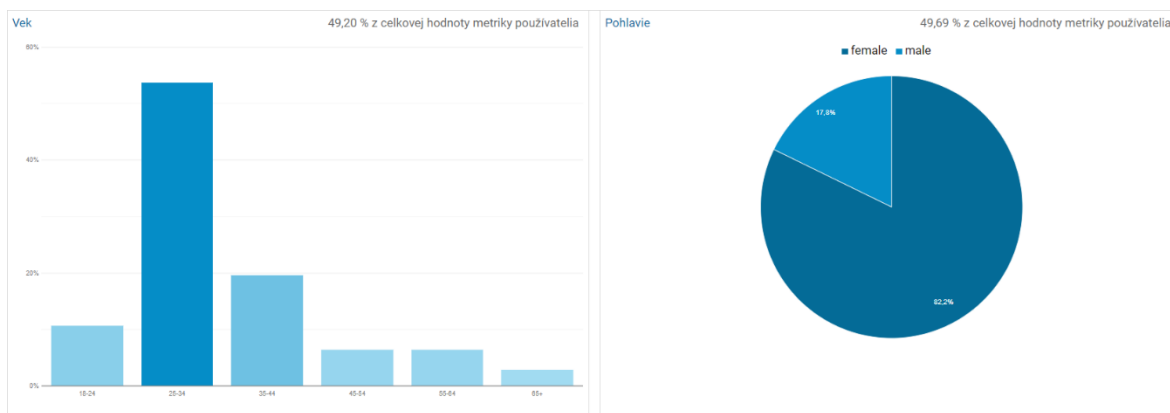 Vek
49,20 % z celkovej hodnoty metriky používatelia
60%
40%
20%
0%
18-24
25-34
35-44
45-54
55-64
65+
Pohlavie
49,69 % z celkovej hodnoty metriky používatelia
female male
17,8%
82,2%